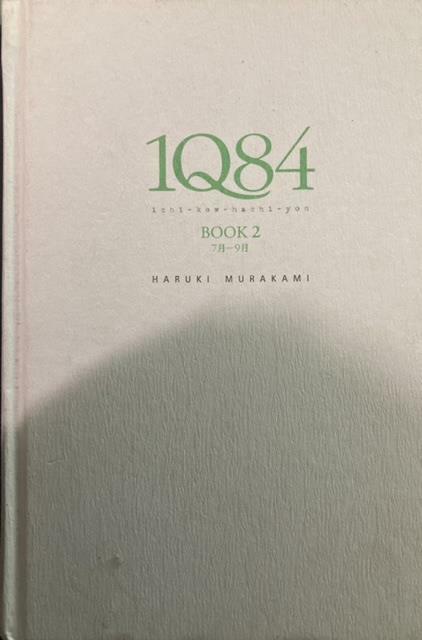 1Q84
ichi-kew-hachi-yon
BOOK 2
7月—9月
HARUKI MURAKAMI